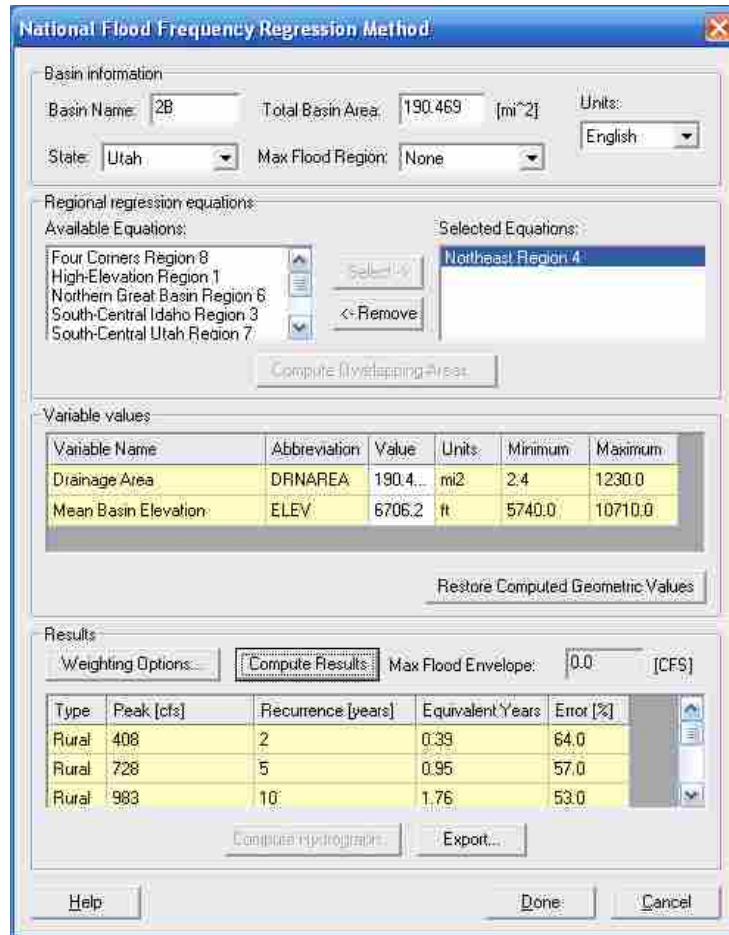 National Flood Frequency Regression Method
Basin information
Basin Name: 2B Total Basin Area: 190.469 [mi^2] Units:
English
State: Utah Max Flood Region: None
Regional regression equations
Available Equations: Selected Equations:
Four Corners Region 8
High-Elevation Region 1
Northern Great Basin Region 6
South-Central Idaho Region 3
South-Central Utah Region 7
Select ->
<- Remove
Northeast Region 4
Compute Overlapping Areas...
Variable values
Variable Name Abbreviation Value Units Minimum Maximum
Drainage Area DRNAREA 190.4... mi2 2.4 1230.0
Mean Basin Elevation ELEV 6706.2 ft 5740.0 10710.0
Restore Computed Geometric Values
Results
Weighting Options... Compute Results Max Flood Envelope: 0.0 [CFS]
Type Peak [cfs] Recurrence [years] Equivalent Years Error [%]
Rural 408 2 0.39 64.0
Rural 728 5 0.95 57.0
Rural 983 10 1.76 53.0
Compute Hydrograph... Export...
Help Done Cancel